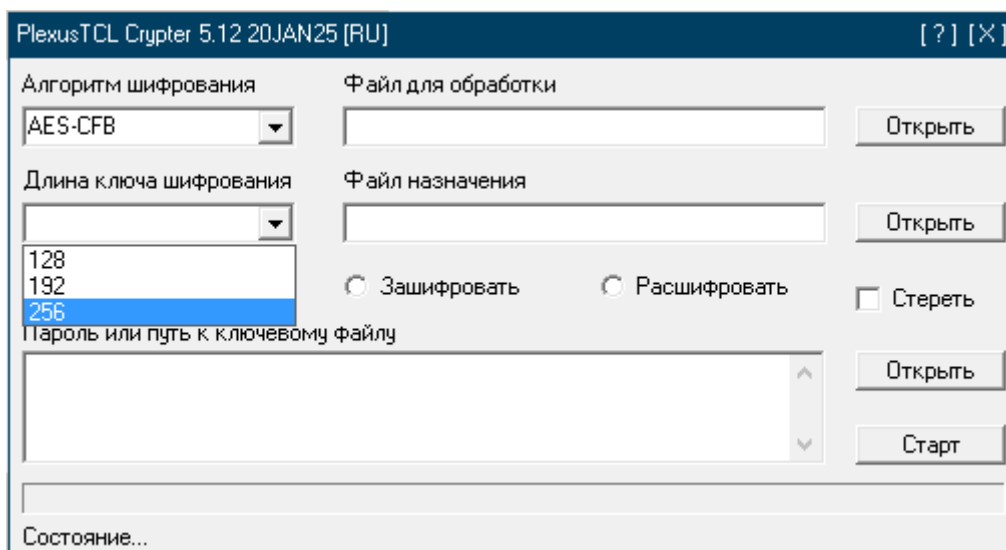 PlexusTCL Crypter 5.12 20JAN25 [RU] [ ? ] [X]
Алгоритм шифрования Файл для обработки
AES-CFB Открыть
Длина ключа шифрования Файл назначения
Открыть
128
192 Зашифровать Расшифровать Стереть
256
Пароль или путь к ключевому файлу
Открыть
Старт
Состояние...